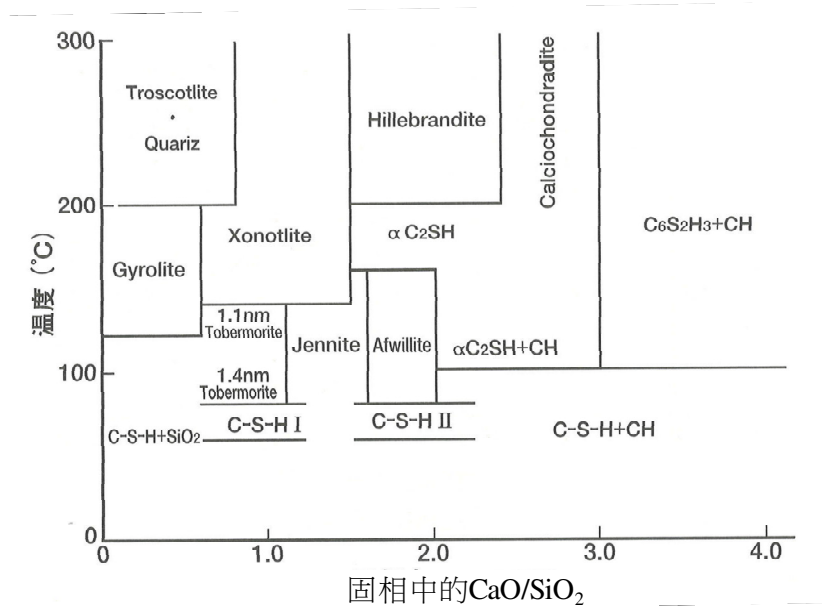 300
Troscotlite
·
Quariz
Hillebrandite
Calciochondradite
200
Xonotlite
α C2SH
C6S2H3+CH
Gyrolite
温度 (℃)
1.1nm
Tobermorite
Jennite
Afwillite
αC2SH+CH
100
1.4nm
Tobermorite
C-S-H+SiO2
C-S-H I
C-S-H II
C-S-H+CH
0
0
1.0
2.0
3.0
4.0
固相中的CaO/SiO2